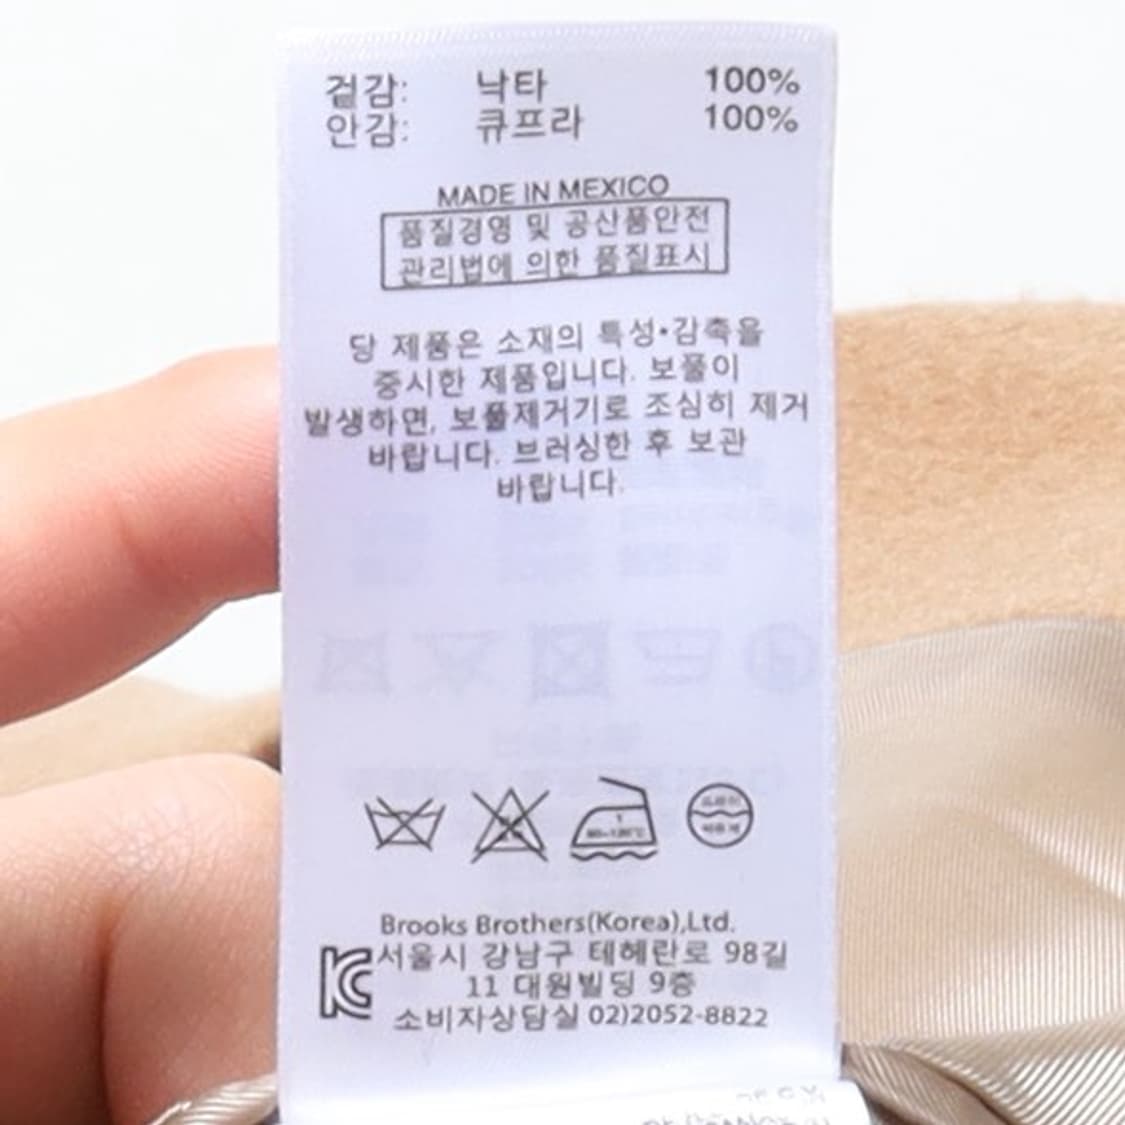 겉감: 낙타 100%
안감: 큐프라 100%
MADE IN MEXICO
품질경영 및 공산품안전
관리법에 의한 품질표시
당 제품은 소재의 특성•감촉을
중시한 제품입니다. 보풀이
발생하면, 보풀제거기로 조심히 제거
바랍니다. 브러싱한 후 보관
바랍니다.
Brooks Brothers(Korea),Ltd.
서울시 강남구 테헤란로 98길
11 대원빌딩 9층
소비자상담실 02)2052-8822